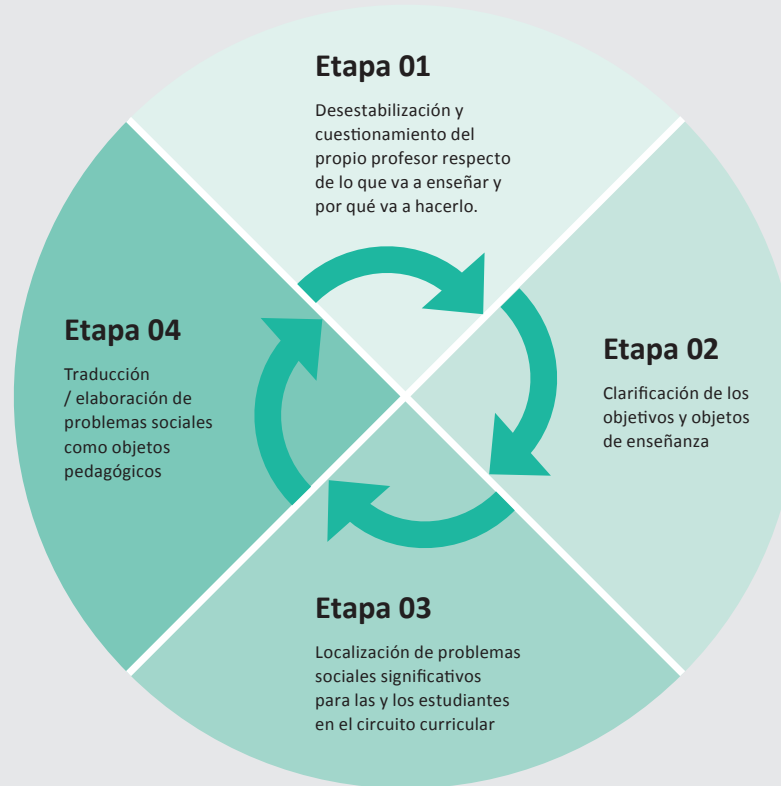 Etapa 01
Desestabilización y
cuestionamiento del
propio profesor respecto
de lo que va a enseñar y
por qué va a hacerlo.
Etapa 02
Clarificación de los
objetivos y objetos
de enseñanza
Etapa 03
Localización de problemas
sociales significativos
para las y los estudiantes
en el circuito curricular
Etapa 04
Traducción
/ elaboración de
problemas sociales
como objetos
pedagógicos